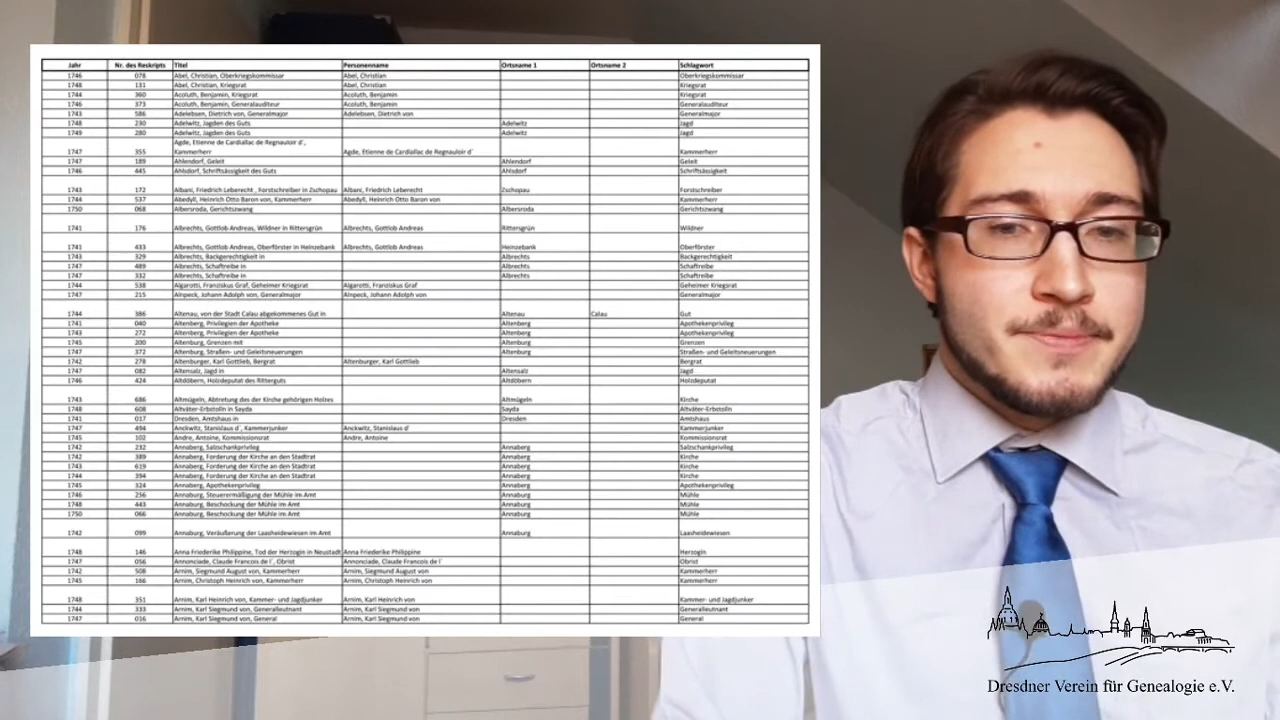 Jahr Nr. des Reskripts Titel Personenname Ortsname 1 Ortsname 2 Schlagwort
1746 078 Abel, Christian, Oberkriegskommissar Abel, Christian Oberkriegskommissar
1748 131 Abel, Christian, Kriegsrat Abel, Christian Kriegsrat
1744 360 Acoluth, Benjamin, Kriegsrat Acoluth, Benjamin Kriegsrat
1746 373 Acoluth, Benjamin, Generalauditeur Acoluth, Benjamin Generalauditeur
1743 586 Adelebsen, Dietrich von, Generalmajor Adelebsen, Dietrich von Generalmajor
1748 230 Adelwitz, Jagden des Guts Adelwitz Jagd
1749 280 Adelwitz, Jagden des Guts Adelwitz Jagd
Agde, Etienne de Cardiallac de Regnauloir d´,
1747 355 Kammerherr Agde, Etienne de Cardiallac de Regnauloir d´ Kammerherr
1747 189 Ahlendorf, Geleit Ahlendorf Geleit
1746 445 Ahlsdorf, Schriftsässigkeit des Guts Ahlsdorf Schriftsässigkeit
1743 172 Albani, Friedrich Leberecht , Forstschreiber in Zschopau Albani, Friedrich Leberecht Zschopau Forstschreiber
1744 537 Abedyll, Heinrich Otto Baron von, Kammerherr Abedyll, Heinrich Otto Baron von Kammerherr
1750 068 Albersroda, Gerichtszwang Albersroda Gerichtszwang
1741 176 Albrechts, Gottlob Andreas, Wildner in Rittersgrün Albrechts, Gottlob Andreas Rittersgrün Wildner
1741 433 Albrechts, Gottlob Andreas, Oberförster in Heinzebank Albrechts, Gottlob Andreas Heinzebank Oberförster
1743 329 Albrechts, Backgerechtigkeit in Albrechts Backgerechtigkeit
1747 489 Albrechts, Schaftreibe in Albrechts Schaftreibe
1747 332 Albrechts, Schaftreibe in Albrechts Schaftreibe
1744 538 Algarotti, Franziskus Graf, Geheimer Kriegsrat Algarotti, Franziskus Graf Geheimer Kriegsrat
1747 215 Alnpeck, Johann Adolph von, Generalmajor Alnpeck, Johann Adolph von Generalmajor
1744 386 Altenau, von der Stadt Calau abgekommenes Gut in Altenau Calau Gut
1741 040 Altenberg, Privilegien der Apotheke Altenberg Apothekenprivileg
1743 272 Altenberg, Privilegien der Apotheke Altenberg Apothekenprivileg
1745 200 Altenburg, Grenzen mit Altenburg Grenzen
1747 372 Altenburg, Straßen- und Geleitsneuerungen Altenburg Straßen- und Geleitsneuerungen
1742 278 Altenburger, Karl Gottlieb, Bergrat Altenburger, Karl Gottlieb Bergrat
1747 082 Altensalz, Jagd in Altensalz Jagd
1746 424 Altdöbern, Holzdeputat des Ritterguts Altdöbern Holzdeputat
1743 686 Altmügeln, Abtretung des der Kirche gehörigen Holzes Altmügeln Kirche
1748 608 Altväter-Erbstolln in Sayda Sayda Altväter-Erbstolln
1741 017 Dresden, Amtshaus in Dresden Amtshaus
1747 494 Anckwitz, Stanislaus d´, Kammerjunker Anckwitz, Stanislaus d´ Kammerjunker
1745 102 Andre, Antoine, Kommissionsrat Andre, Antoine Kommissionsrat
1742 232 Annaberg, Salzschankprivileg Annaberg Salzschankprivileg
1742 389 Annaberg, Forderung der Kirche an den Stadtrat Annaberg Kirche
1743 619 Annaberg, Forderung der Kirche an den Stadtrat Annaberg Kirche
1744 394 Annaberg, Forderung der Kirche an den Stadtrat Annaberg Kirche
1745 324 Annaberg, Apothekenprivileg Annaberg Apothekenprivileg
1746 256 Annaburg, Steuerermäßigung der Mühle im Amt Annaburg Mühle
1748 443 Annaburg, Beschockung der Mühle im Amt Annaburg Mühle
1750 066 Annaburg, Beschockung der Mühle im Amt Annaburg Mühle
1742 099 Annaburg, Veräußerung der Laasheidewiesen im Amt Annaburg Laasheidewiesen
1748 146 Anna Friederike Philippine, Tod der Herzogin in Neustadt Anna Friederike Philippine Herzogin
1747 056 Annonciade, Claude Francois de l´, Obrist Annonciade, Claude Francois de l´ Obrist
1742 508 Arnim, Siegmund August von, Kammerherr Arnim, Siegmund August von Kammerherr
1745 166 Arnim, Christoph Heinrich von, Kammerherr Arnim, Christoph Heinrich von Kammerherr
1748 351 Arnim, Karl Heinrich von, Kammer- und Jagdjunker Arnim, Karl Heinrich von Kammer- und Jagdjunker
1744 333 Arnim, Karl Siegmund von, Generalleutnant Arnim, Karl Siegmund von Generalleutnant
1747 016 Arnim, Karl Siegmund von, General Arnim, Karl Siegmund von General
Dresdner Verein für Genealogie e.V.